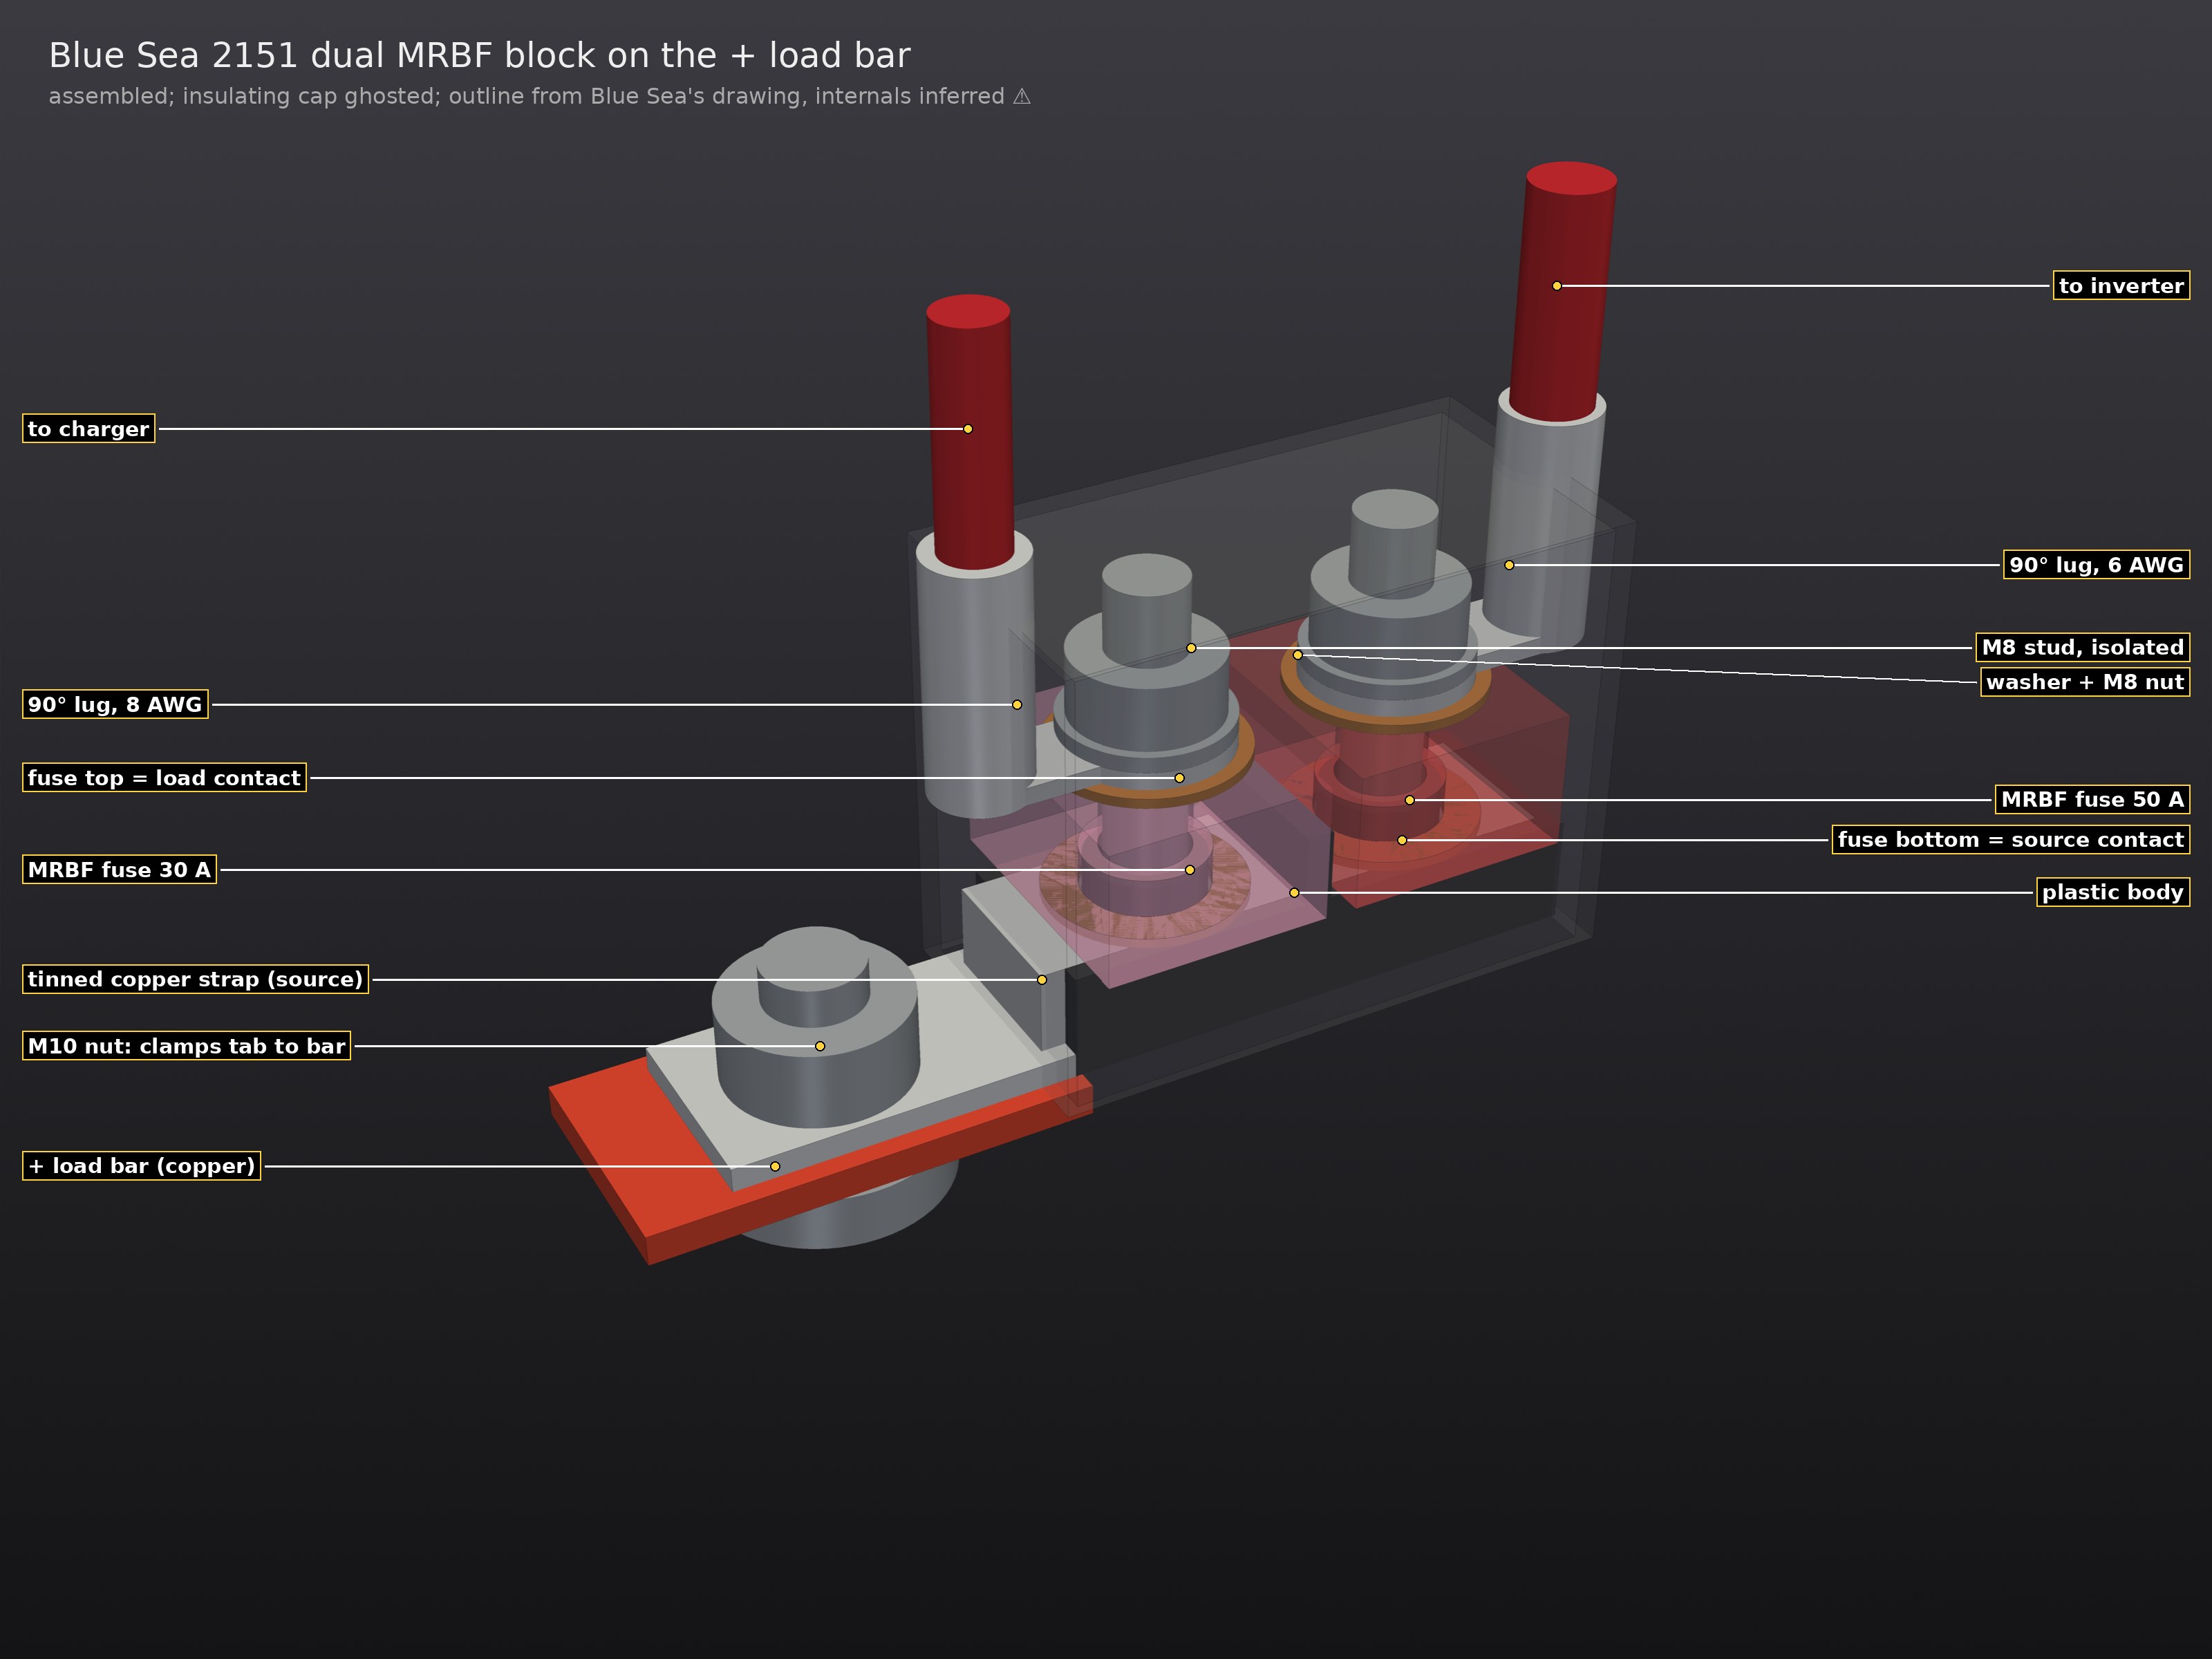 Blue Sea 2151 dual MRBF block on the + load bar
assembled; insulating cap ghosted; outline from Blue Sea's drawing, internals inferred ⚠
to inverter
to charger
90° lug, 6 AWG
M8 stud, isolated
washer + M8 nut
90° lug, 8 AWG
fuse top = load contact
MRBF fuse 50 A
fuse bottom = source contact
MRBF fuse 30 A
plastic body
tinned copper strap (source)
M10 nut: clamps tab to bar
+ load bar (copper)